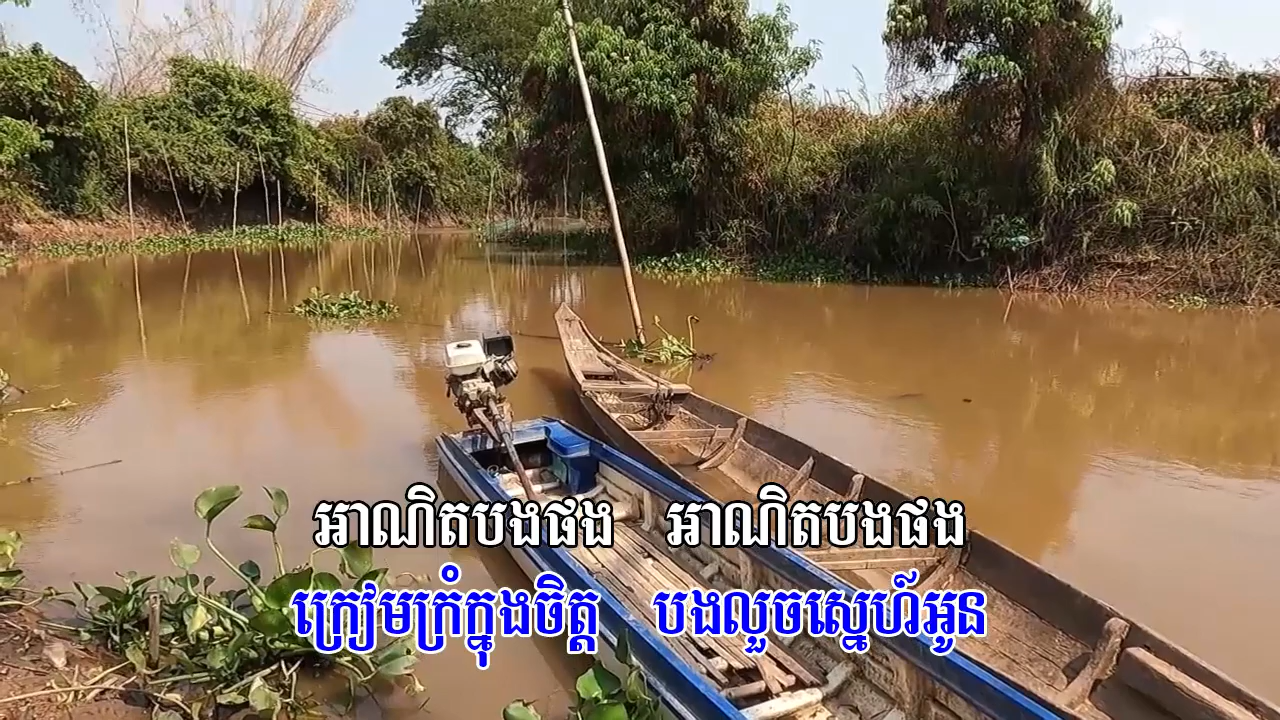 អាណិតបងផង អាណិតបងផង
ក្រៀមក្រំក្នុងចិត្ត បងលួចស្នេហ៍អូន